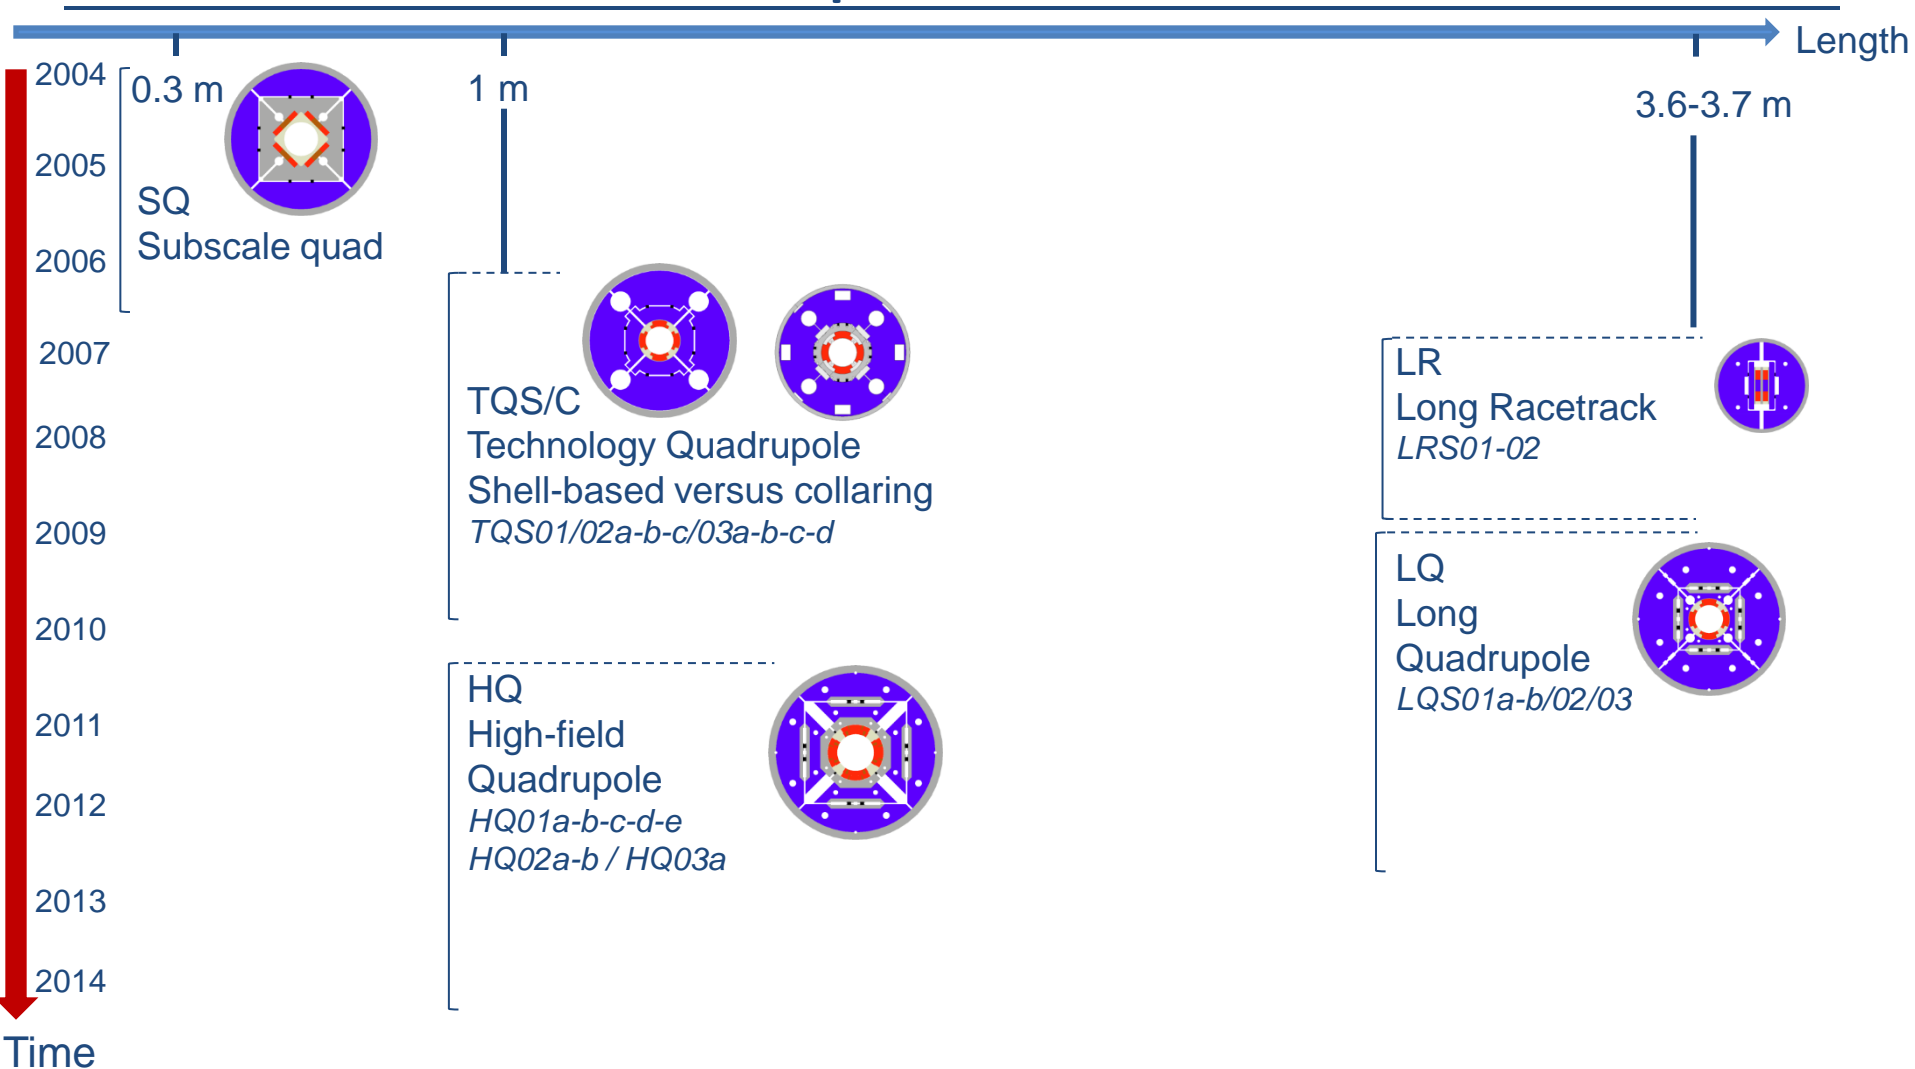 Length
0.3 m
1 m
3.6-3.7 m
2004
2005
2006
2007
2008
2009
2010
2011
2012
2013
2014
Time
SQ
Subscale quad
TQS/C
Technology Quadrupole
Shell-based versus collaring
TQS01/02a-b-c/03a-b-c-d
HQ
High-field
Quadrupole
HQ01a-b-c-d-e
HQ02a-b / HQ03a
LR
Long Racetrack
LRS01-02
LQ
Long
Quadrupole
LQS01a-b/02/03